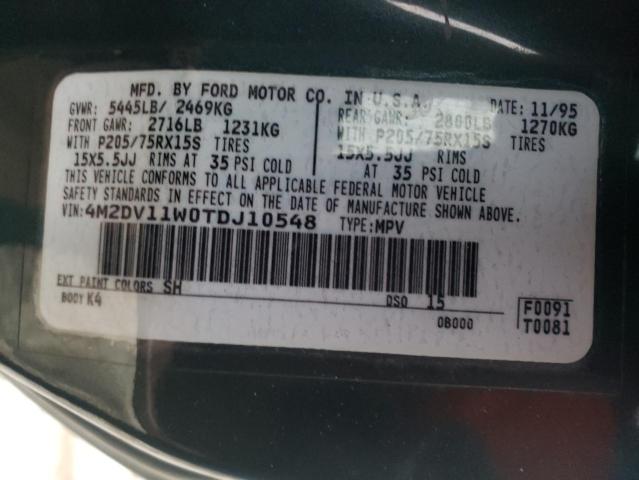 MFD. BY FORD MOTOR CO. IN U.S.A.
GVWR: 5445LB/ 2469KG DATE: 11/95
FRONT GAWR: 2716LB 1231KG REAR GAWR: 2800LB 1270KG
WITH P205/75RX15S TIRES WITH P205/75RX15S TIRES
15X5.5JJ RIMS AT 35 PSI COLD 15X5.5JJ RIMS AT 35 PSI COLD
THIS VEHICLE CONFORMS TO ALL APPLICABLE FEDERAL MOTOR VEHICLE
SAFETY STANDARDS IN EFFECT ON THE DATE OF MANUFACTURE SHOWN ABOVE.
VIN: 4M2DV11W0TDJ10548 TYPE: MPV
EXT PAINT COLORS SH DSO 15
BODY K4 0B000
F0091
T0081